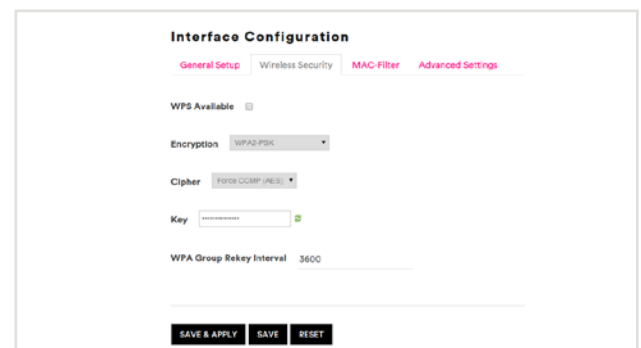 Interface Configuration
General Setup Wireless Security MAC-Filter Advanced Settings
WPS Available
Encryption WPA2-PSK
Cipher Force CCMP (AES)
Key ••••••••••••••
WPA Group Rekey Interval 3600
SAVE & APPLY SAVE RESET